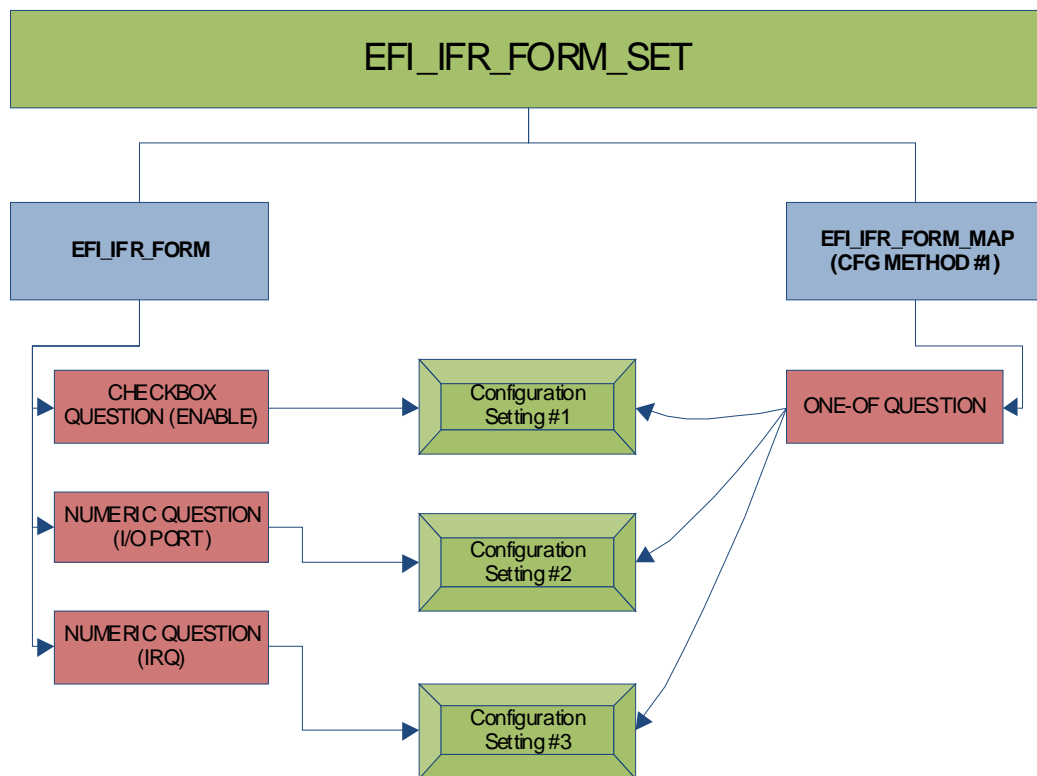 EFI_IFR_FORM_SET
EFI_IFR_FORM
EFI_IFR_FORM_MAP
(CFG METHOD #1)
CHECKBOX
QUESTION (ENABLE)
Configuration
Setting #1
ONE-OF QUESTION
NUMERIC QUESTION
(I/O PORT)
Configuration
Setting #2
NUMERIC QUESTION
(IRQ)
Configuration
Setting #3